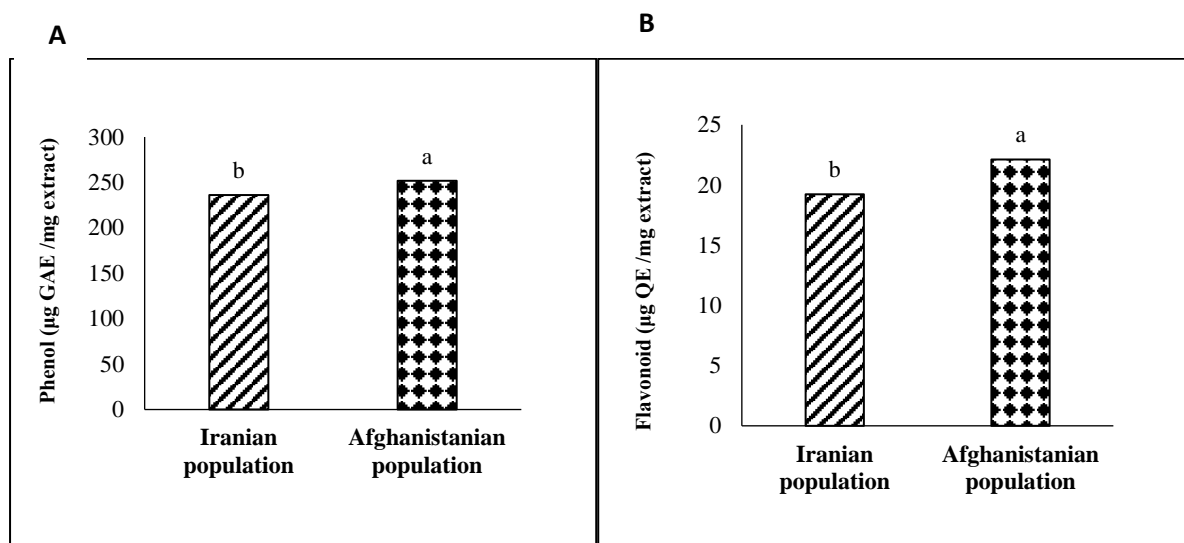 A
Phenol (µg GAE /mg extract)
300
250
200
150
100
50
0
b
a
Iranian
population
Afghanistanian
population
B
Flavonoid (µg QE /mg extract)
25
20
15
10
5
0
b
a
Iranian
population
Afghanistanian
population